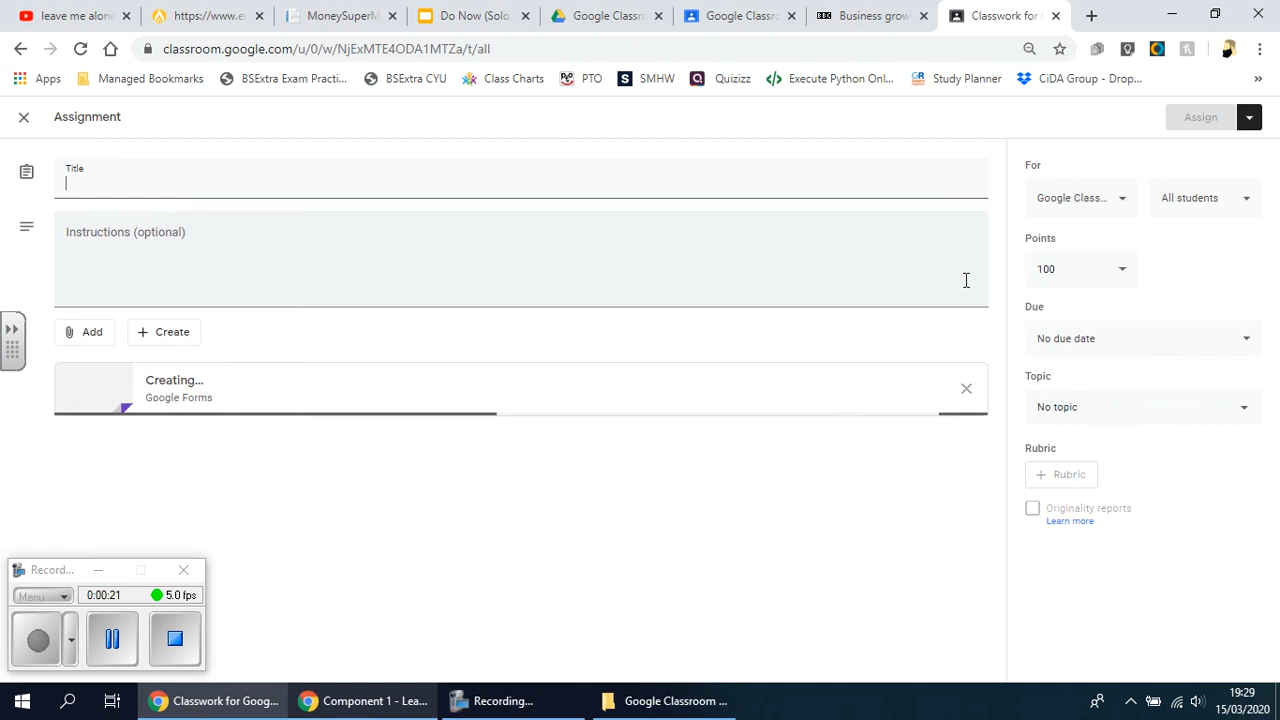 leave me alone
https://www.er
MoneySuperM
Do Now (Solo
Google Classro
Google Classro
Business grow
Classwork for G
classroom.google.com/u/0/w/NjExMTE4ODA1MTZa/t/all
Apps
Managed Bookmarks
BSExtra Exam Practi...
BSExtra CYU
Class Charts
PTO
SMHW
Quizizz
Execute Python Onl...
Study Planner
CiDA Group - Drop...
Assignment
Assign
Title
Instructions (optional)
Add
Create
Creating...
Google Forms
For
Google Class...
All students
Points
100
Due
No due date
Topic
No topic
Rubric
Rubric
Originality reports
Learn more
Record...
Menu
0:00:21
5.0 fps
Classwork for Goog...
Component 1 - Lea...
Recording...
Google Classroom ...
19:29
15/03/2020